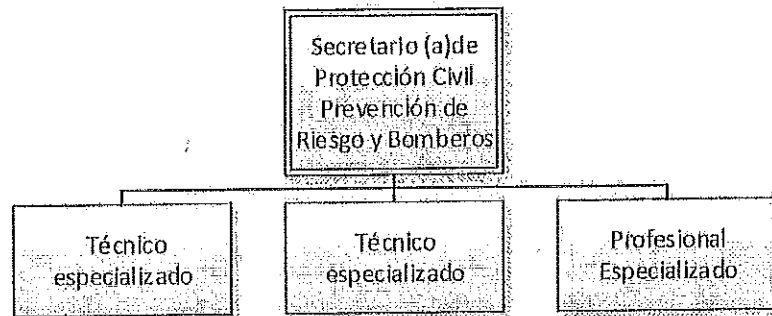 Secretario (a)de
Protección Civil
Prevención de
Riesgo y Bomberos
Técnico
especializado
Técnico
especializado
Profesional
Especializado